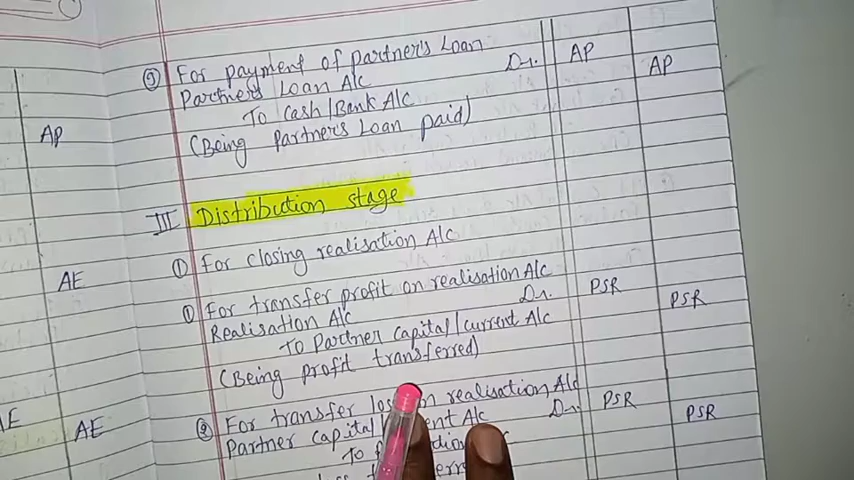 ⑨ For payment of partner's Loan
Partner's Loan A/c Dr. AP
To Cash/Bank A/c AP
(Being Partner's Loan paid)
AP
III Distribution stage
① For closing realisation A/c
AE
① For transfer profit on realisation A/c
Realisation A/c Dr. PSR
To Partner capital/current A/c PSR
(Being profit transferred)
② For transfer on realisation A/c
Partner capital/ A/c Dr. PSR
To PSR
AE
AE